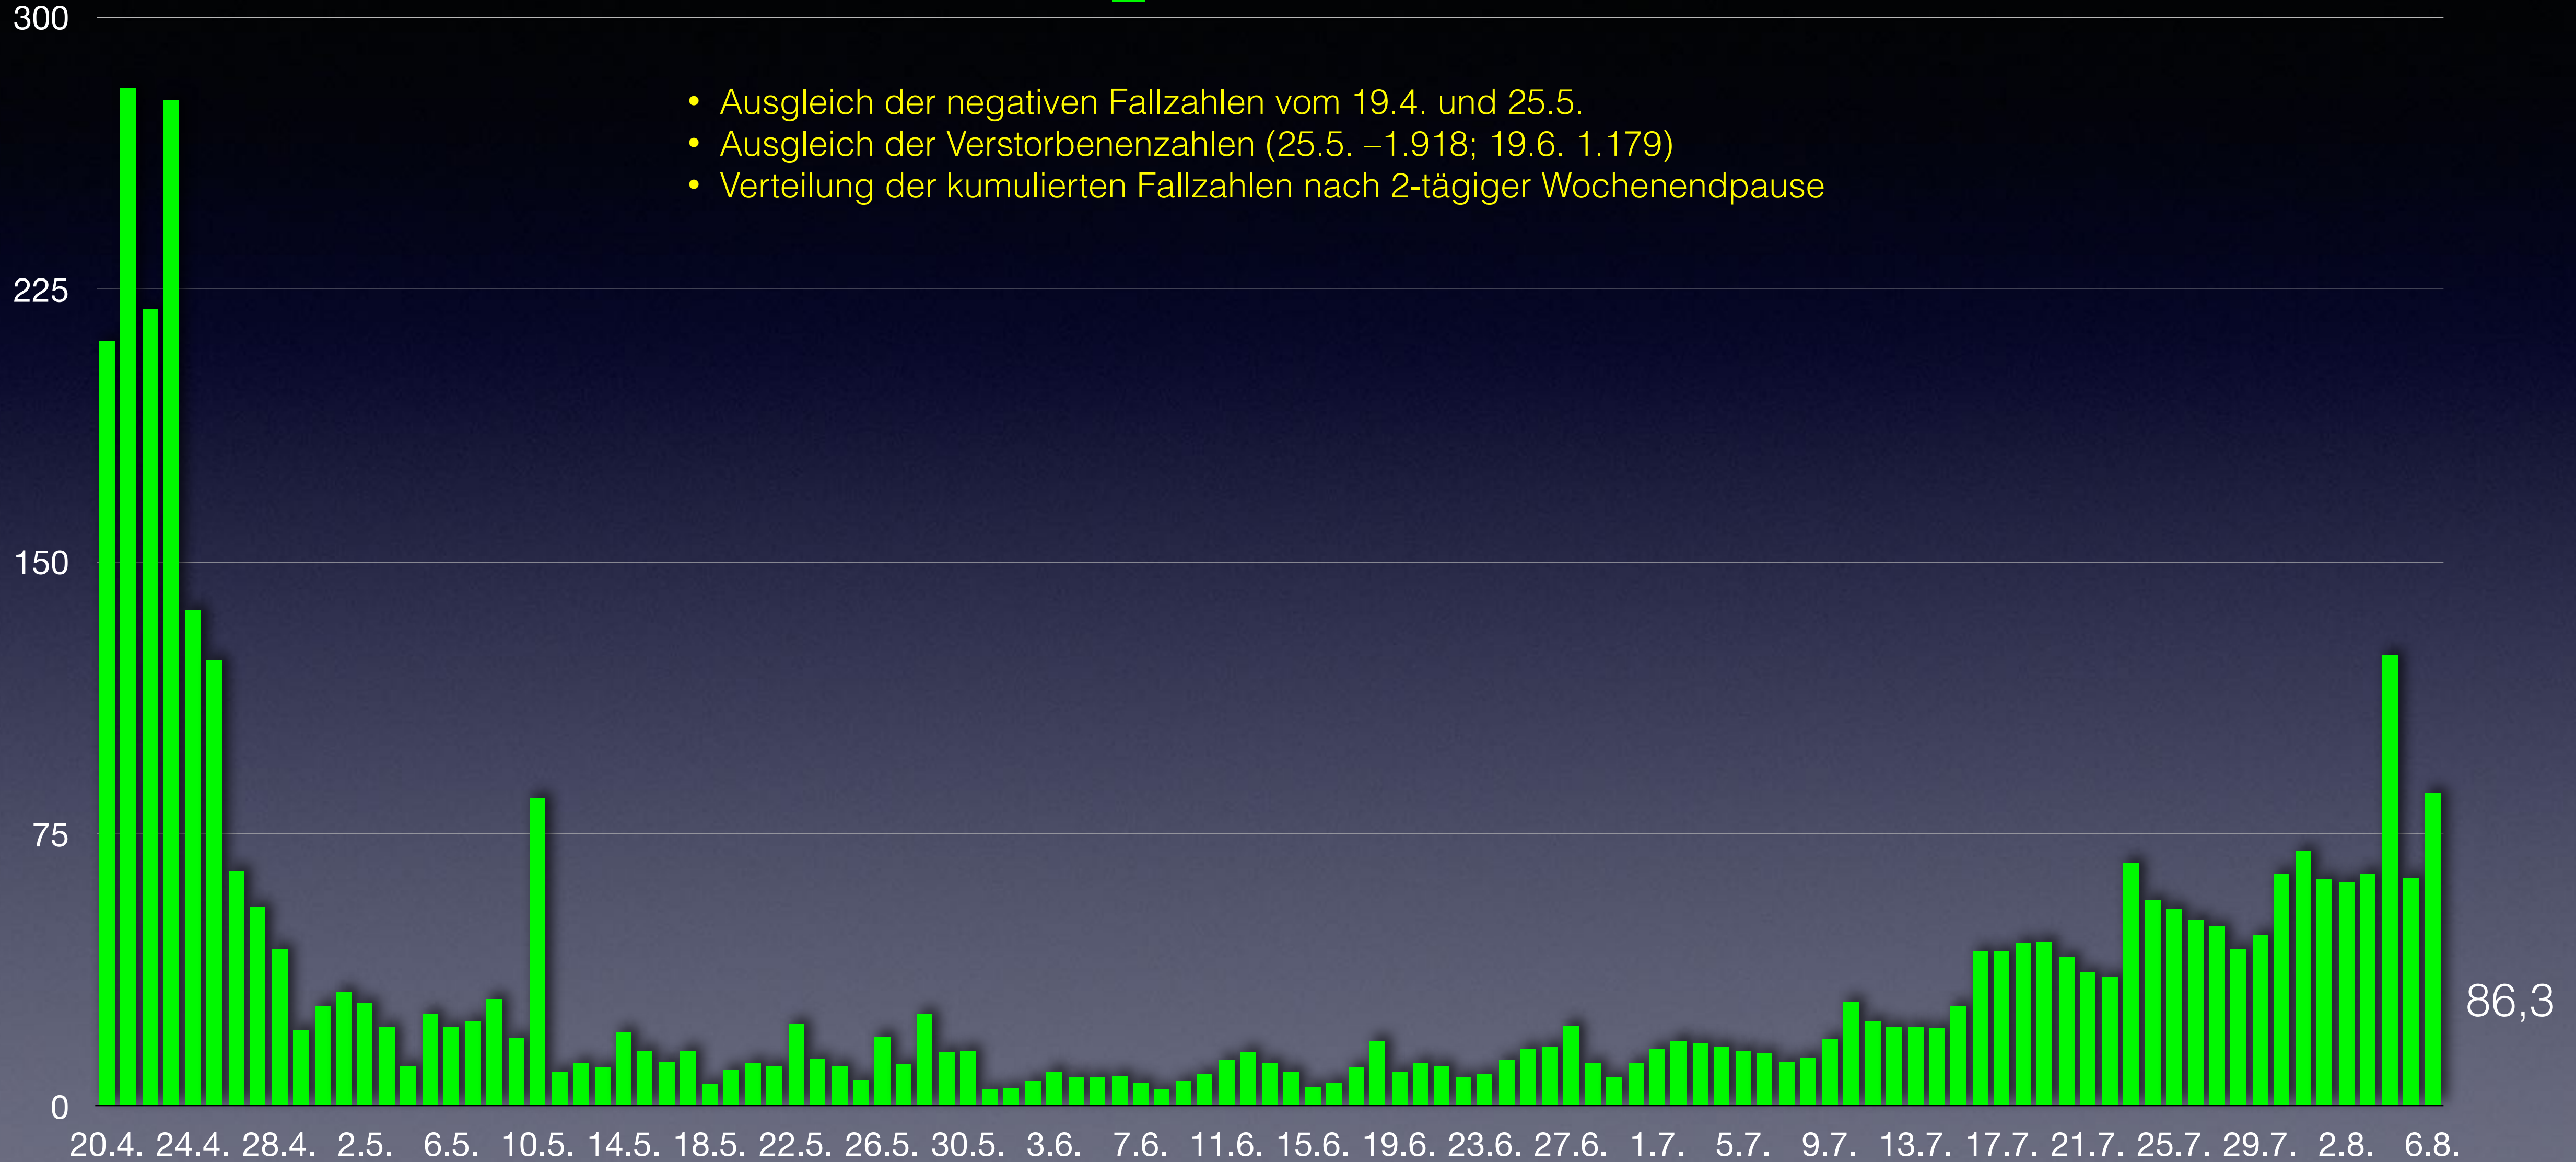 300
• Ausgleich der negativen Fallzahlen vom 19.4. und 25.5.
• Ausgleich der Verstorbenenzahlen (25.5. –1.918; 19.6. 1.179)
• Verteilung der kumulierten Fallzahlen nach 2-tägiger Wochenendpause
225
150
75
86,3
0
20.4. 24.4. 28.4. 2.5. 6.5. 10.5. 14.5. 18.5. 22.5. 26.5. 30.5. 3.6. 7.6. 11.6. 15.6. 19.6. 23.6. 27.6. 1.7. 5.7. 9.7. 13.7. 17.7. 21.7. 25.7. 29.7. 2.8. 6.8.